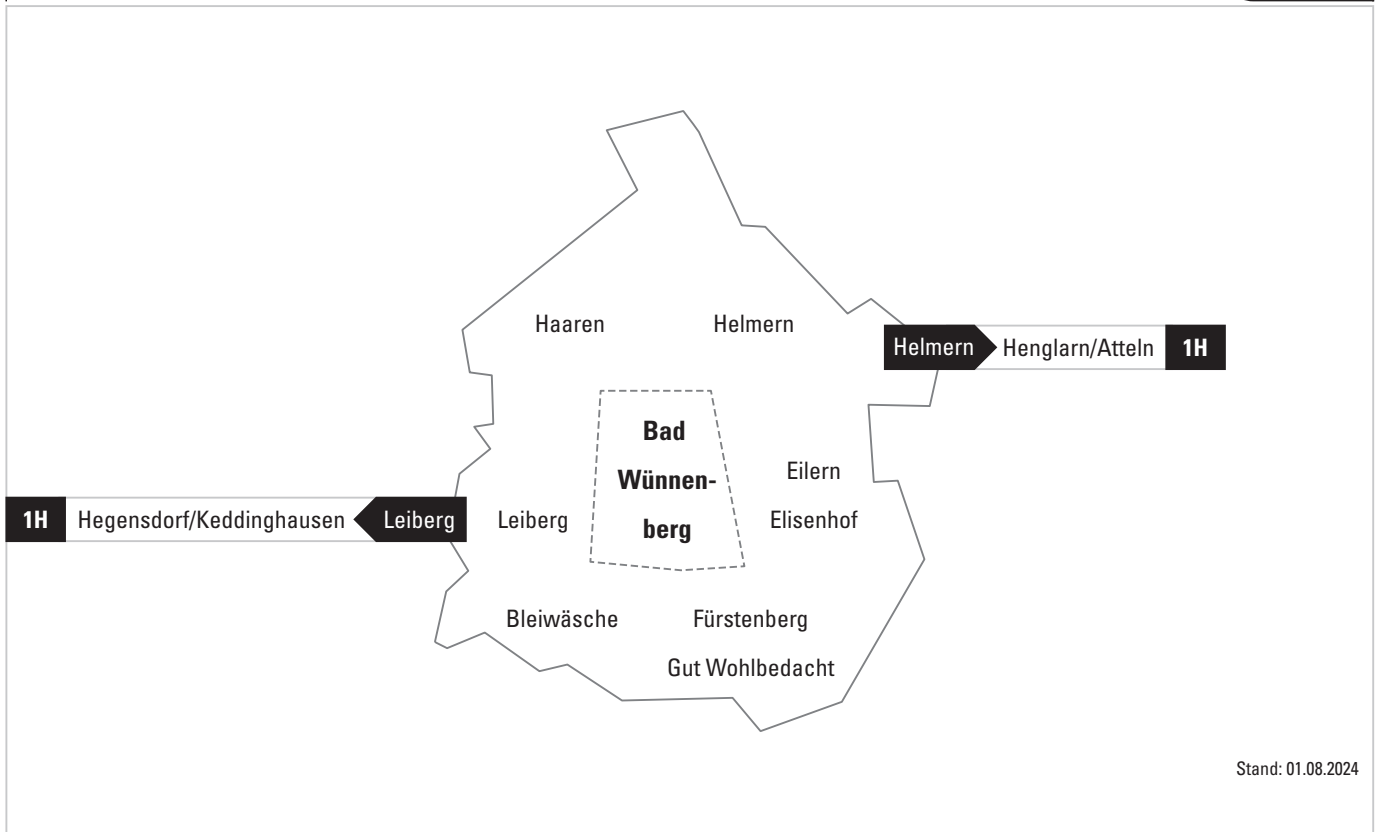 Haaren
Helmern
Helmern Henglarn/Atteln 1H
Bad
Wünnen-
berg
Eilern
1H Hegensdorf/Keddinghausen Leiberg
Leiberg
Elisenhof
Bleiwäsche
Fürstenberg
Gut Wohlbedacht
Stand: 01.08.2024